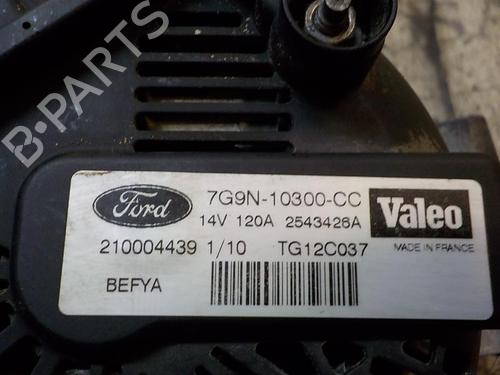 B-PARTS
Ford
7G9N-10300-CC
14V 120A 2543426A
Valeo
MADE IN FRANCE
210004439 1/10 TG12C037
BEFYA